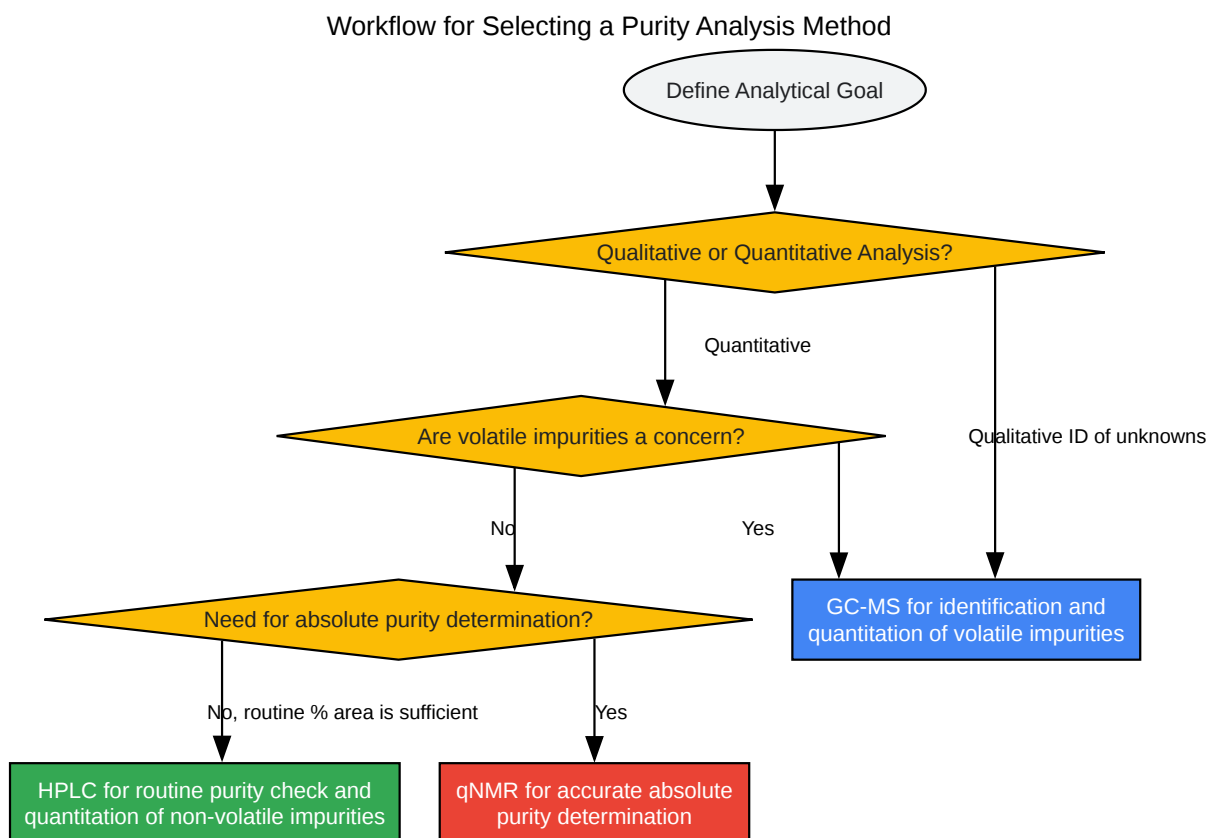 Workflow for Selecting a Purity Analysis Method
Define Analytical Goal
Qualitative or Quantitative Analysis?
Quantitative
Are volatile impurities a concern?
Qualitative ID of unknowns
No
Yes
Need for absolute purity determination?
GC-MS for identification and
quantitation of volatile impurities
No, routine % area is sufficient
Yes
HPLC for routine purity check and
quantitation of non-volatile impurities
qNMR for accurate absolute
purity determination